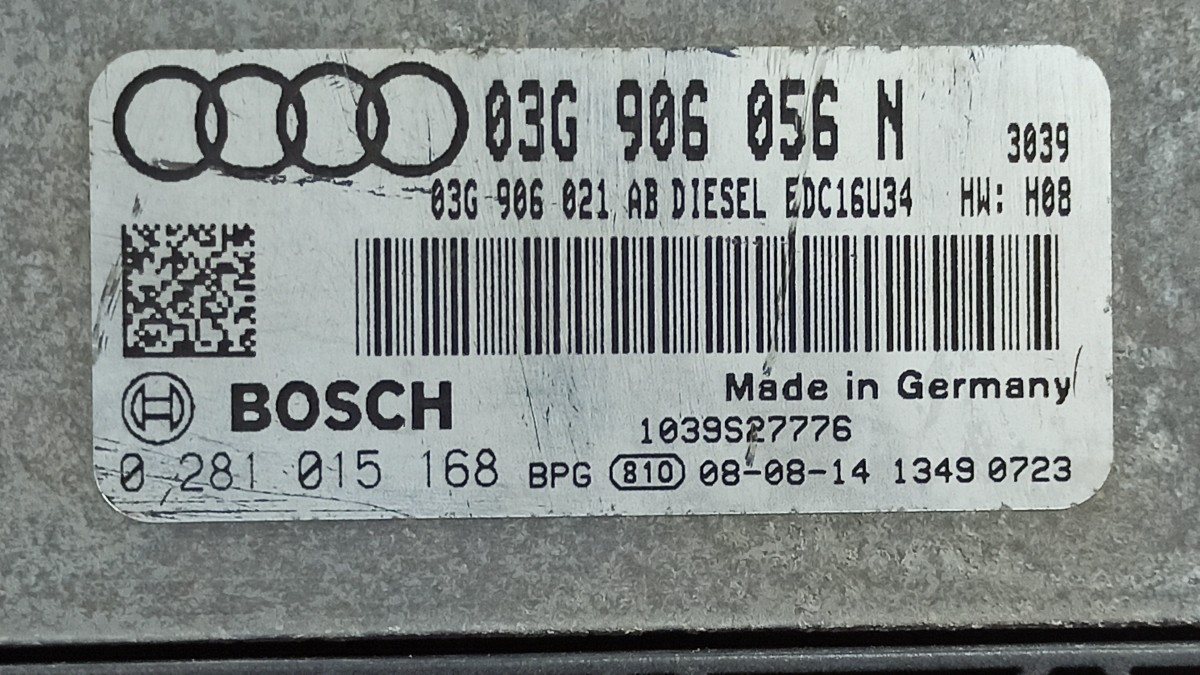 03G 906 056 N 3039
03G 906 021 AB DIESEL EDC16U34 HW: H08
BOSCH
Made in Germany
1039S27776
0 281 015 168 BPG 810 08-08-14 1349 0723